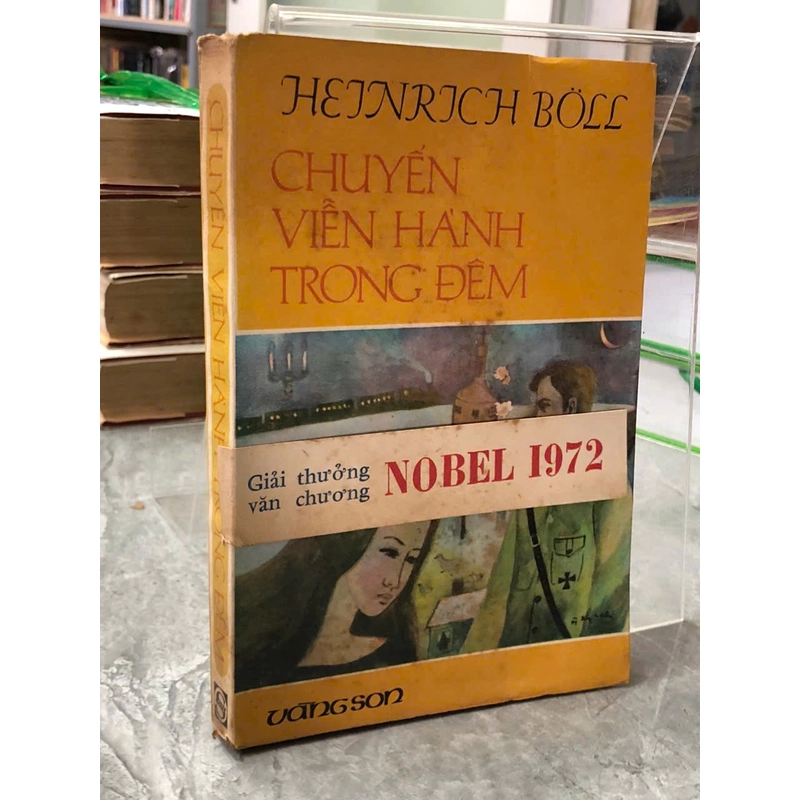 HEINRICH BÖLL
CHUYẾN
VIỄN HÀNH
TRONG ĐÊM
Giải thưởng
văn chương
NOBEL 1972
VÀNG SON
CHUYẾN VIỄN HÀNH TRONG ĐÊM